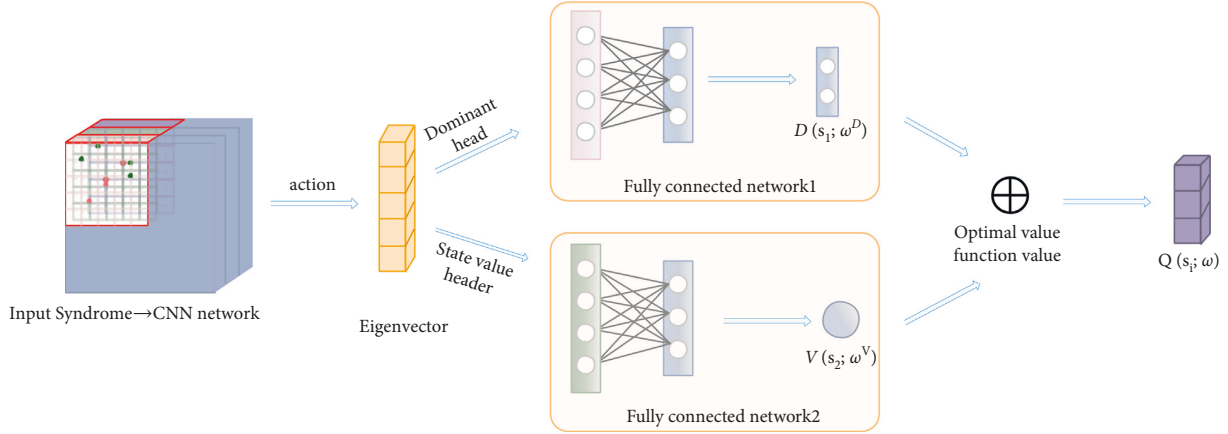 Input Syndrome→CNN network
action
Eigenvector
Dominant
head
State value
header
D (s₁; ωᴰ)
Fully connected network1
V (s₂; ω^V)
Fully connected network2
Optimal value
function value
Q (sᵢ; ω)